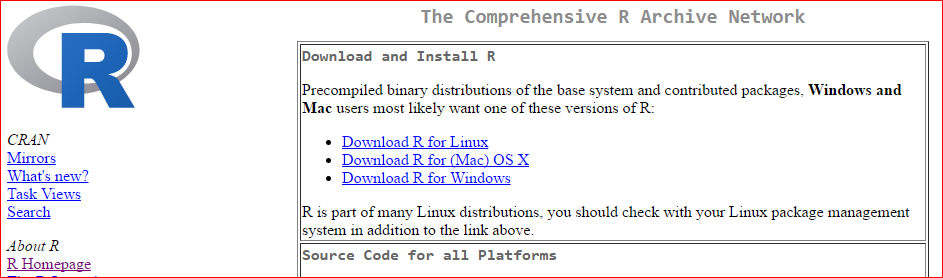 R
CRAN
Mirrors
What's new?
Task Views
Search
About R
R Homepage
The Comprehensive R Archive Network
Download and Install R
Precompiled binary distributions of the base system and contributed packages, Windows and
Mac users most likely want one of these versions of R:
Download R for Linux
Download R for (Mac) OS X
Download R for Windows
R is part of many Linux distributions, you should check with your Linux package management
system in addition to the link above.
Source Code for all Platforms